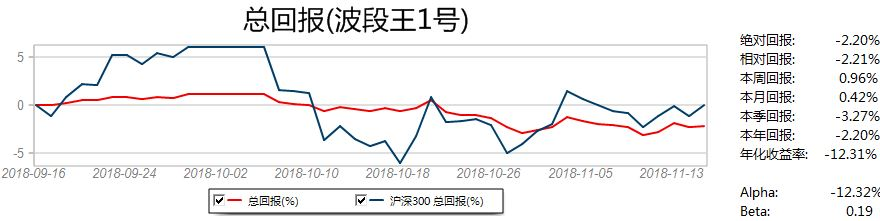 总回报(波段王1号)
5
0
-5
2018-09-16 2018-09-24 2018-10-02 2018-10-10 2018-10-18 2018-10-26 2018-11-05 2018-11-13
总回报(%) 沪深300 总回报(%)
绝对回报: -2.20%
相对回报: -2.21%
本周回报: 0.96%
本月回报: 0.42%
本季回报: -3.27%
本年回报: -2.20%
年化收益率: -12.31%
Alpha: -12.32%
Beta: 0.19